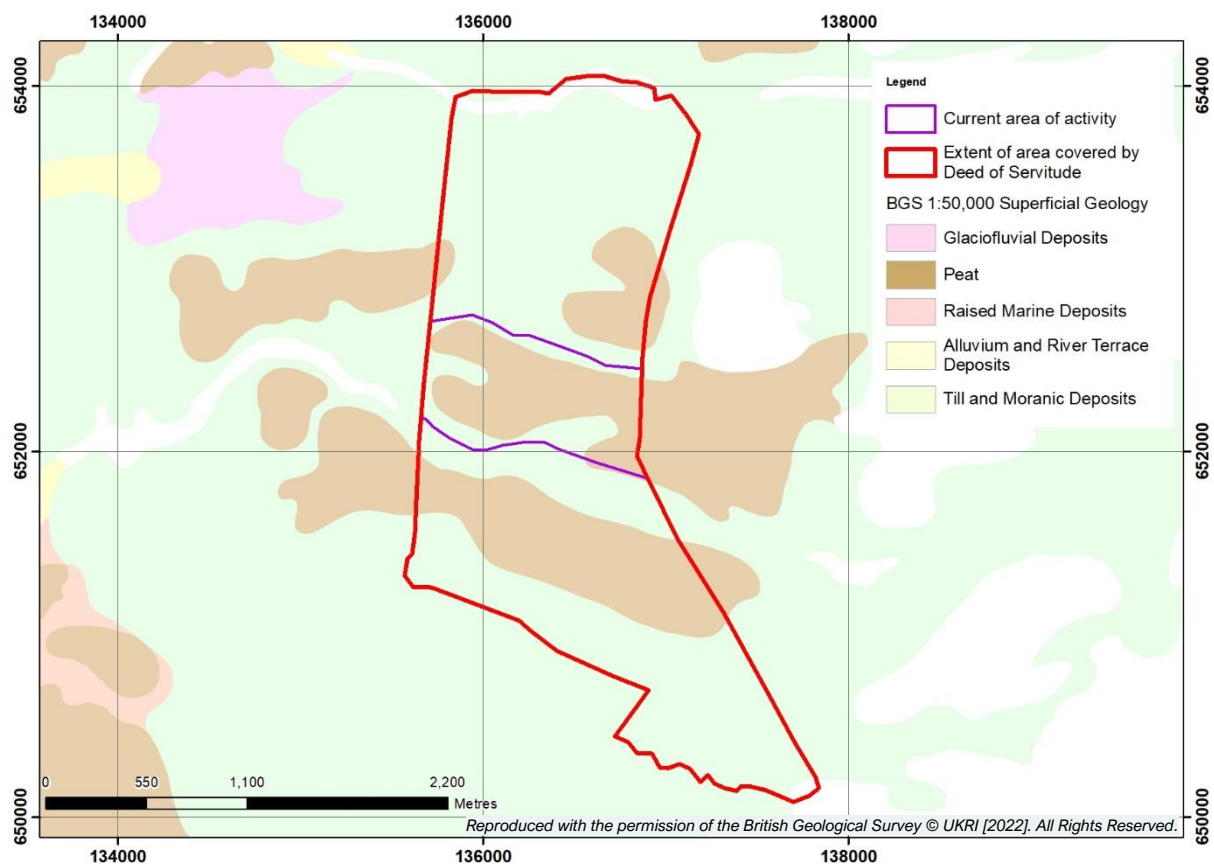 134000 136000 138000
654000 654000
Legend
Current area of activity
Extent of area covered by
Deed of Servitude
BGS 1:50,000 Superficial Geology
Glaciofluvial Deposits
Peat
Raised Marine Deposits
Alluvium and River Terrace
Deposits
Till and Moranic Deposits
652000 652000
0 550 1,100 2,200
Metres
650000 650000
Reproduced with the permission of the British Geological Survey © UKRI [2022]. All Rights Reserved.
134000 136000 138000